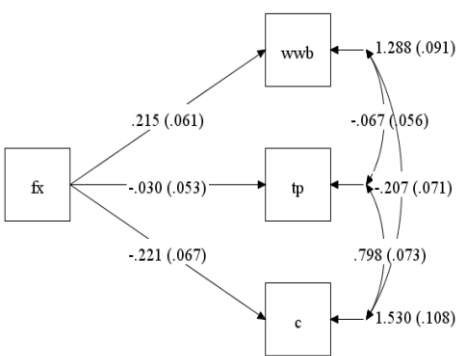 wwb
1.288 (.091)
.215 (.061)
-.067 (.056)
fx
-.030 (.053)
tp
-.207 (.071)
-.221 (.067)
.798 (.073)
c
1.530 (.108)